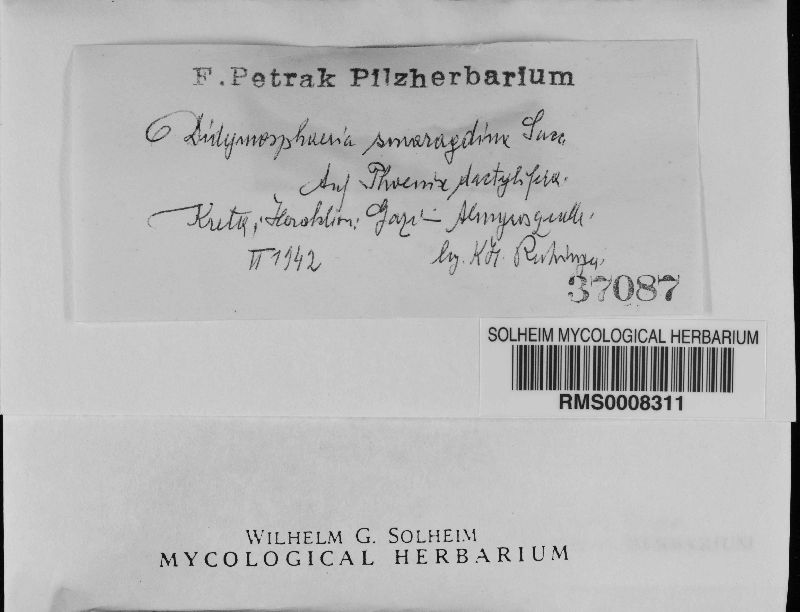 F. Petrak Pilzherbarium
Didymosphaeria smaragdina Sacc.
Auf Phoenix dactylifera.
Kreta; Heraklion; Gazi – Almyrosquelle.
II 1942 leg. K.H. Rechinger.
37087
SOLHEIM MYCOLOGICAL HERBARIUM
RMS0008311
WILHELM G. SOLHEIM
MYCOLOGICAL HERBARIUM